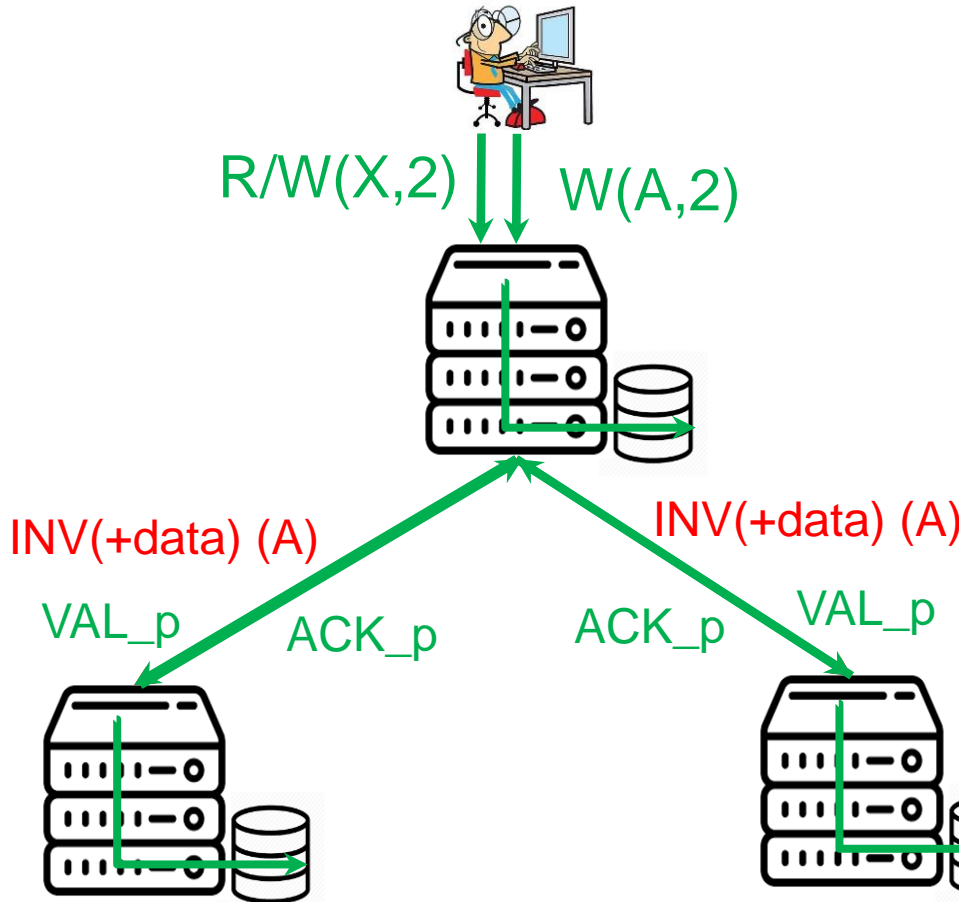 R/W(X,2)
W(A,2)
INV(+data) (A)
INV(+data) (A)
VAL_p
ACK_p
ACK_p
VAL_p